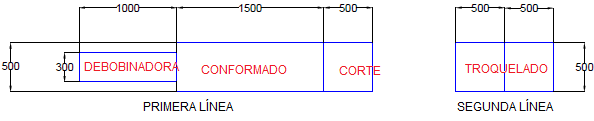 1000 1500 500 500 500
500 300 DEBOBINADORA CONFORMADO CORTE TROQUELADO 500
PRIMERA LÍNEA SEGUNDA LÍNEA